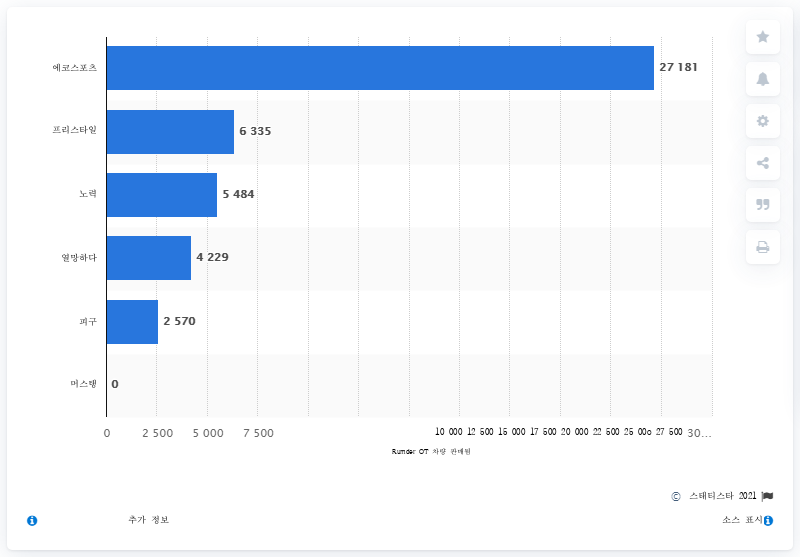 에코스포츠 27 181
프리스타일 6 335
노력 5 484
열망하다 4 229
피구 2 570
머스탱 0
0 2 500 5 000 7 500 10 000 12 500 15 000 17 500 20 000 22 500 25 00o 27 500 30...
Rumder OT 차량 판매됨
© 스태티스타 2021
추가 정보 소스 표시